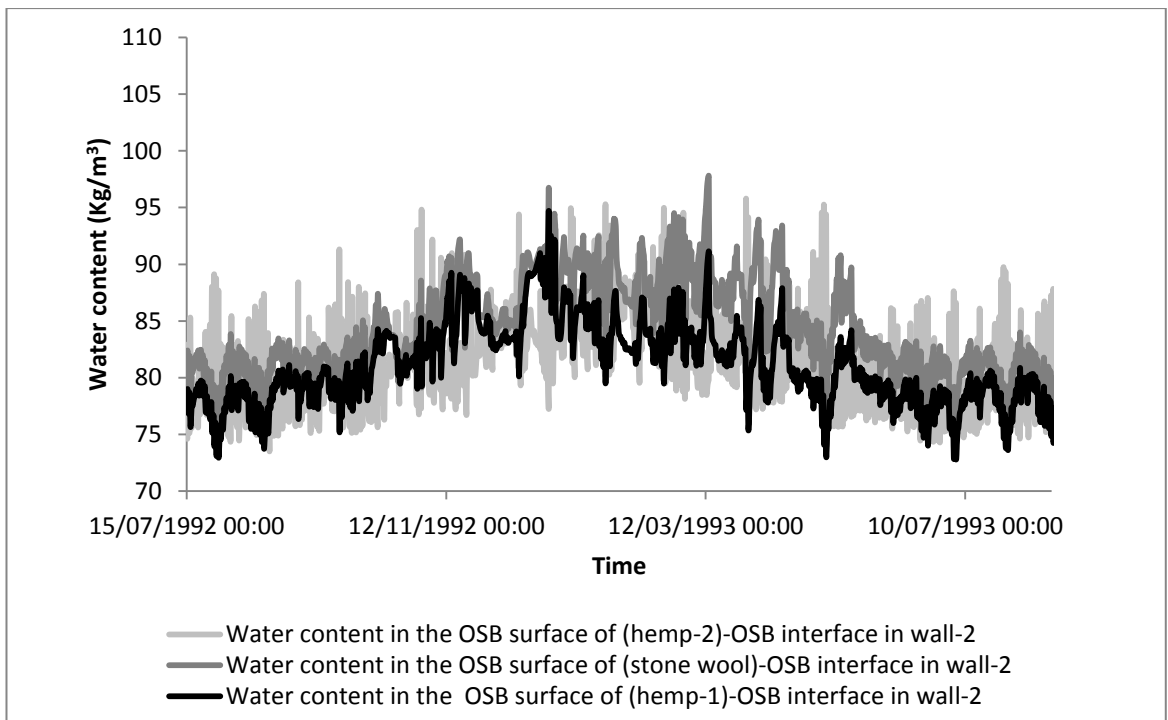 110
105
100
95
90
85
80
75
70
Water content (Kg/m³)
15/07/1992 00:00 12/11/1992 00:00 12/03/1993 00:00 10/07/1993 00:00
Time
Water content in the OSB surface of (hemp-2)-OSB interface in wall-2
Water content in the OSB surface of (stone wool)-OSB interface in wall-2
Water content in the  OSB surface of (hemp-1)-OSB interface in wall-2